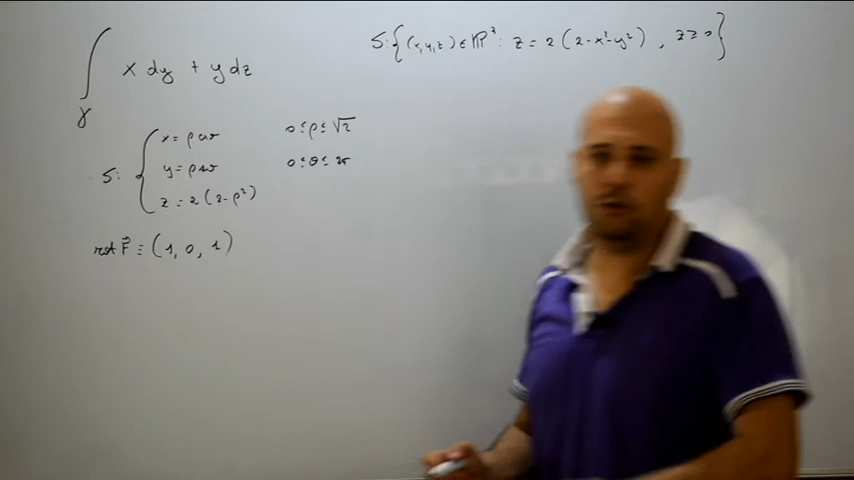 ∫_γ x dy + y dz
S: {(x,y,z) ∈ ℝ³ : z = 2(2-x²-y²), z ≥ 0}
S: { x = ρ cos θ 0 ≤ ρ ≤ √2
y = ρ sin θ 0 ≤ θ ≤ 2π
z = 2(2-ρ²)
rot F⃗ = (1, 0, 1)